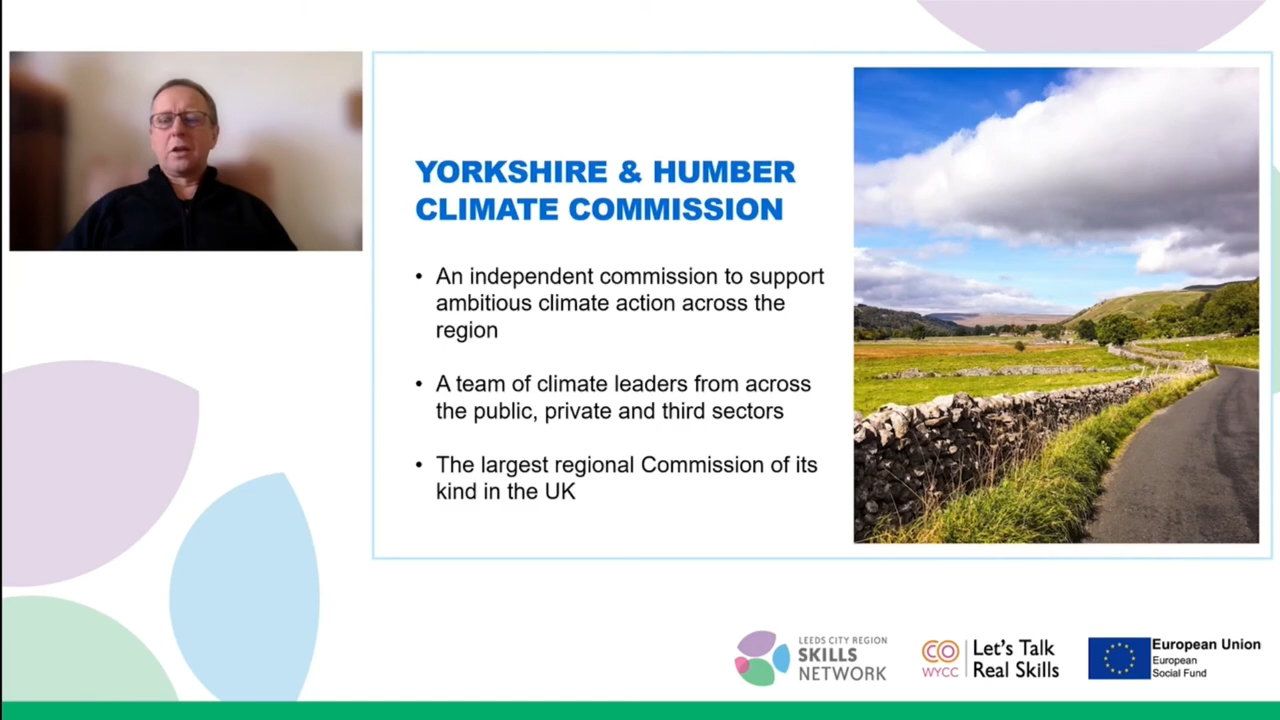 YORKSHIRE & HUMBER
CLIMATE COMMISSION
• An independent commission to support
ambitious climate action across the
region
• A team of climate leaders from across
the public, private and third sectors
• The largest regional Commission of its
kind in the UK
LEEDS CITY REGION
SKILLS
NETWORK
CO
WYCC
Let's Talk
Real Skills
European Union
European
Social Fund